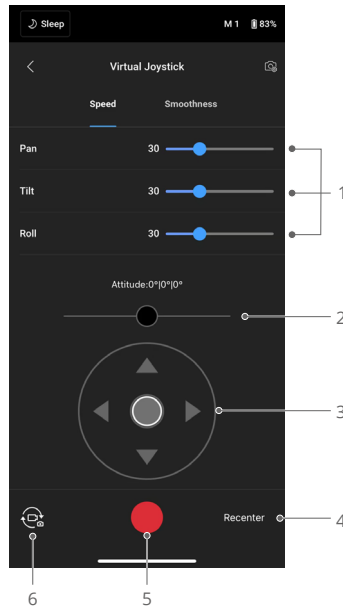 Sleep M 1 83%
Virtual Joystick
Speed Smoothness
Pan 30
1
Tilt 30
Roll 30
Attitude:0°|0°|0°
2
3
Recenter 4
6 5